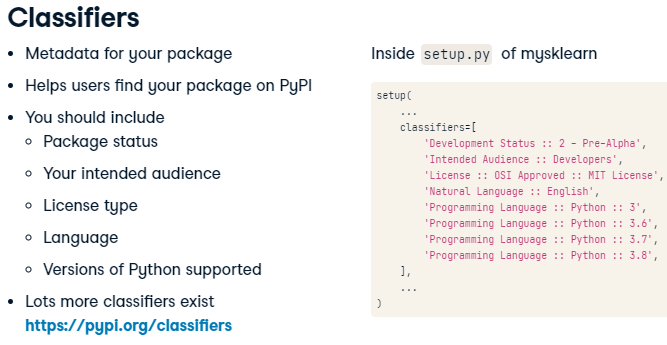 Classifiers
• Metadata for your package
• Helps users find your package on PyPI
• You should include
◦ Package status
◦ Your intended audience
◦ License type
◦ Language
◦ Versions of Python supported
• Lots more classifiers exist
https://pypi.org/classifiers
Inside setup.py of mysklearn
setup(
    ...
    classifiers=[
        'Development Status :: 2 - Pre-Alpha',
        'Intended Audience :: Developers',
        'License :: OSI Approved :: MIT License',
        'Natural Language :: English',
        'Programming Language :: Python :: 3',
        'Programming Language :: Python :: 3.6',
        'Programming Language :: Python :: 3.7',
        'Programming Language :: Python :: 3.8',
    ],
    ...
)